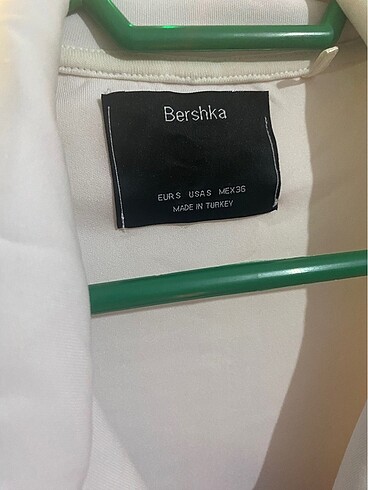 Bershka
EUR S USA S MEX 36
MADE IN TURKEY